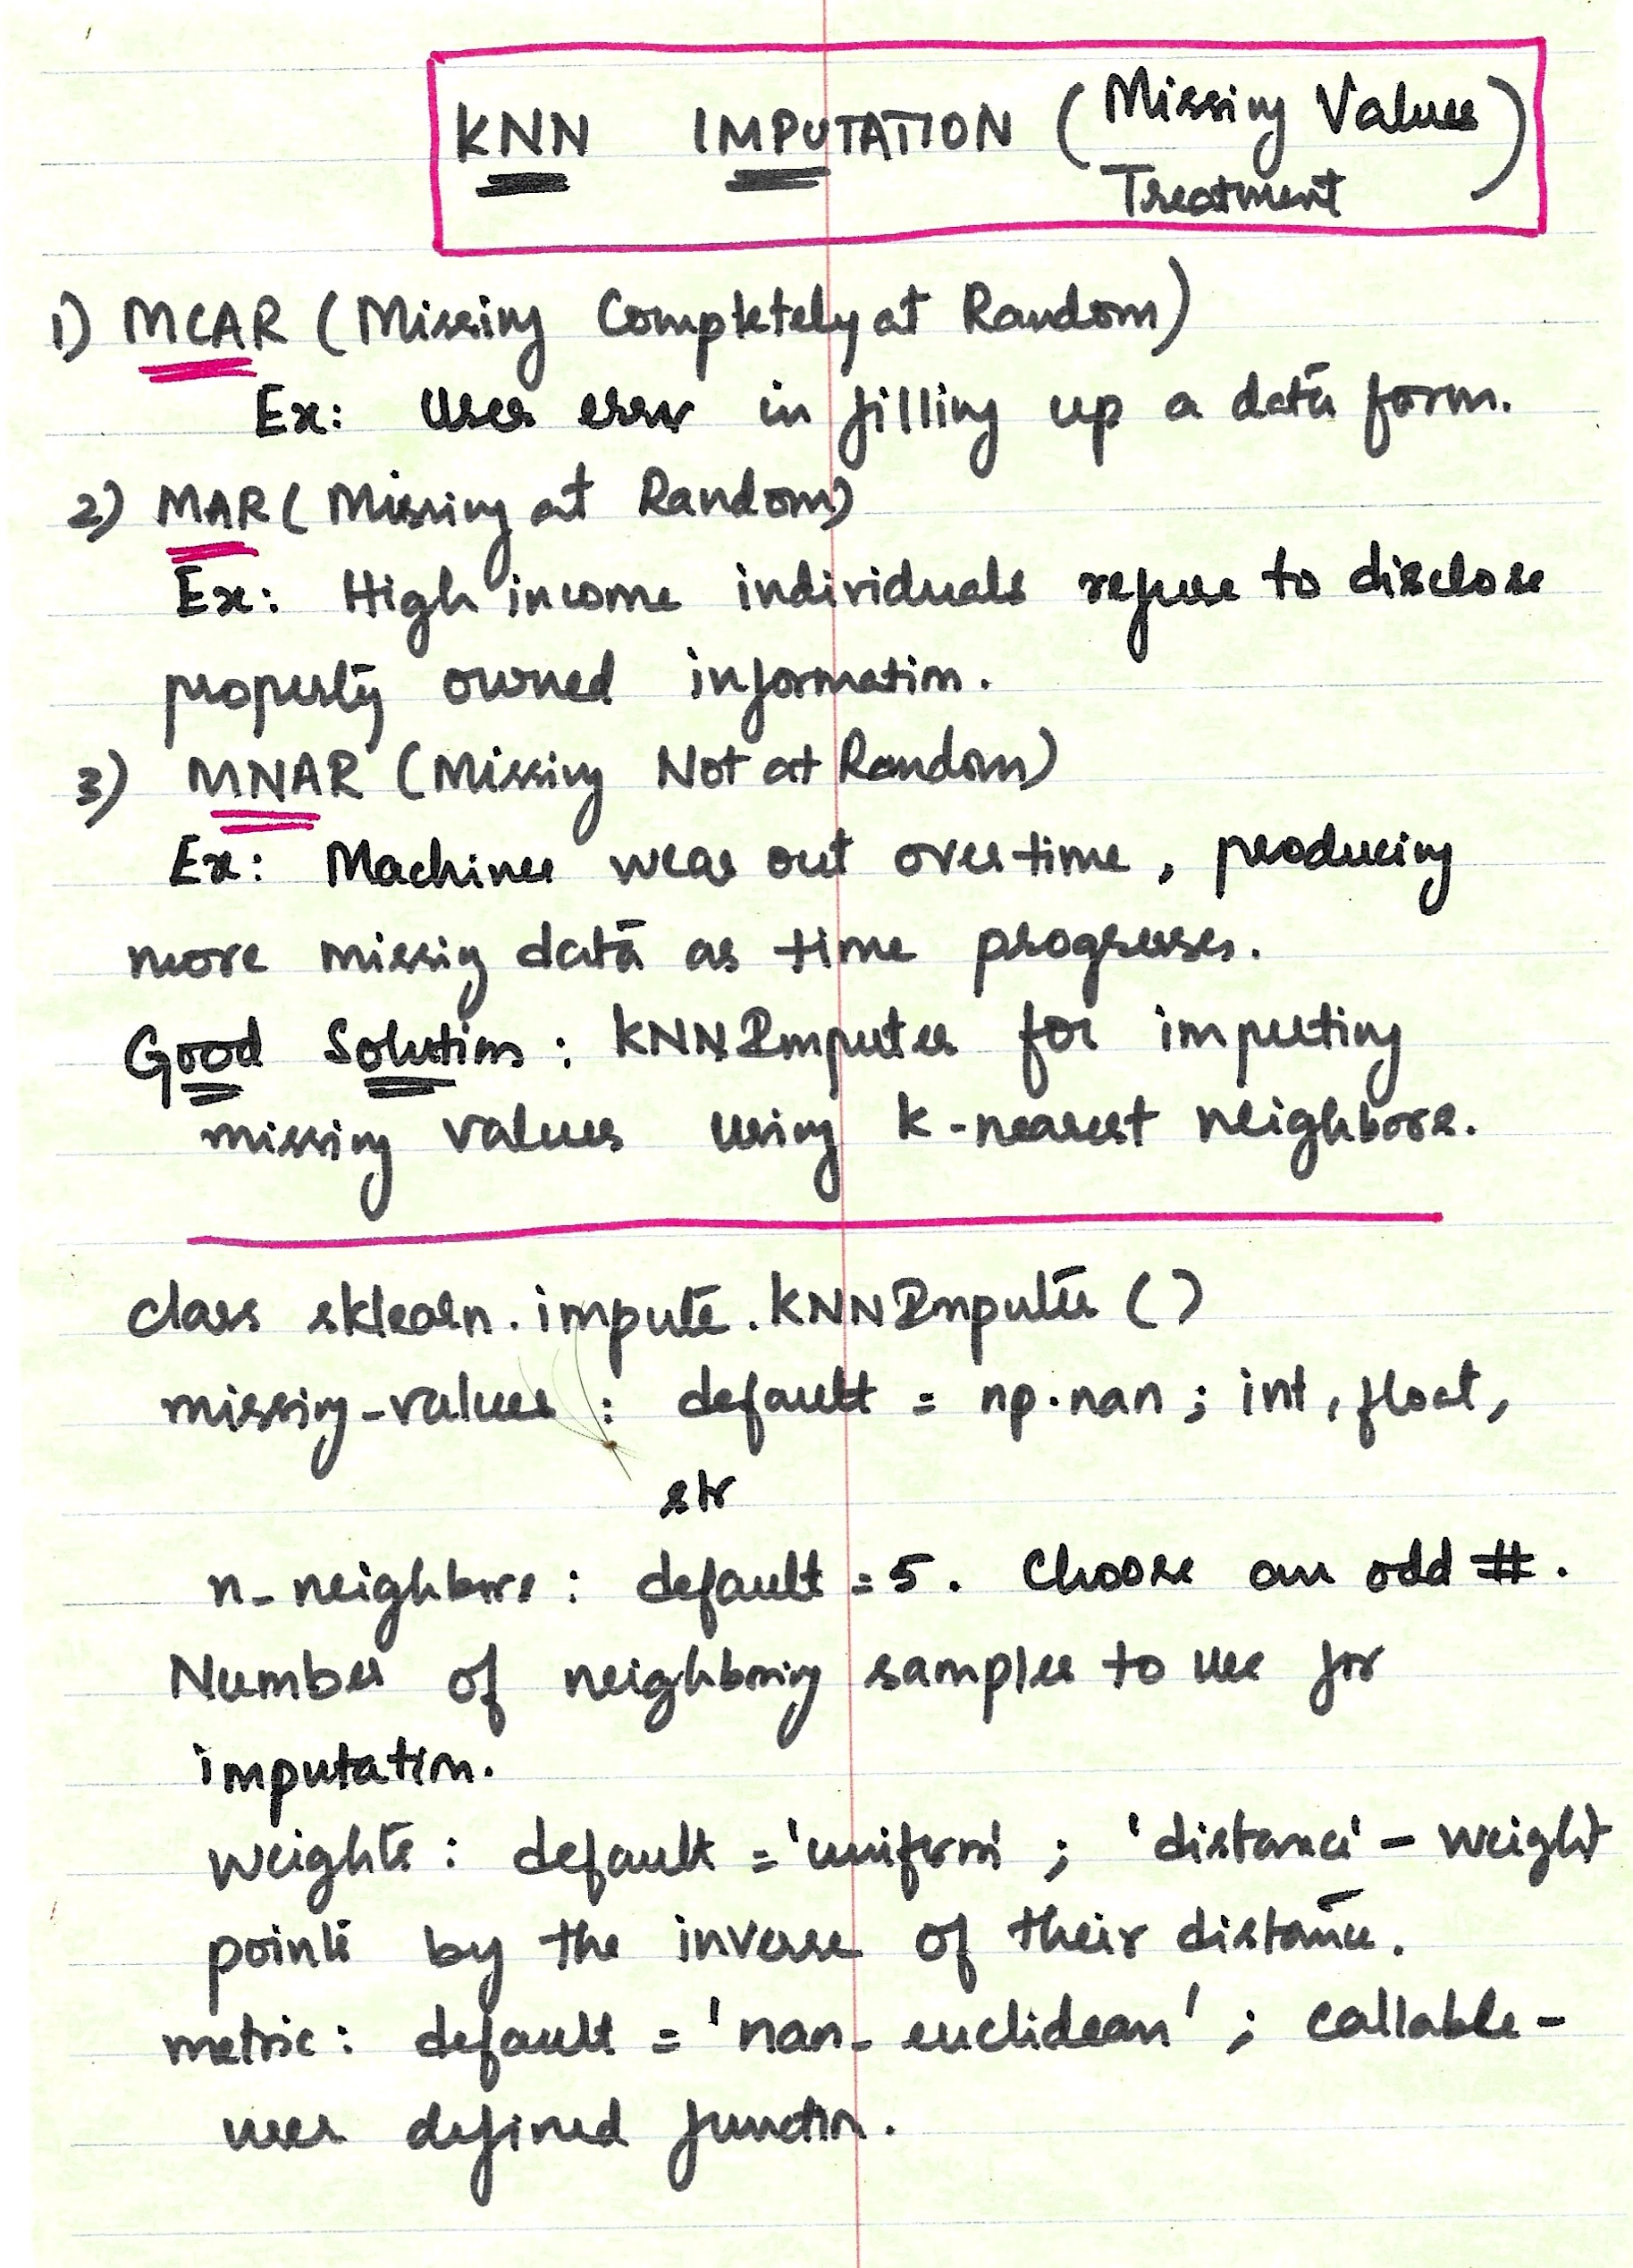 KNN IMPUTATION (Missing Values
Treatment)
1) MCAR (Missing Completely at Random)
Ex: User error in filling up a data form.
2) MAR (Missing at Random)
Ex: High income individuals refuse to disclose
property owned information.
3) MNAR (Missing Not at Random)
Ex: Machines wear out over time, producing
more missig data as time progresses.
Good Solution: KNNImputer for imputing
missing values using k-nearest neighbors.
class sklearn.impute.KNNImputer ()
missing_values : default = np.nan ; int, float,
str
n_neighbors : default = 5. Choose an odd #.
Number of neighboring samples to use for
imputation.
weights : default = 'uniform' ; 'distance' - weight
points by the inverse of their distance.
metric : default = 'nan_euclidean' ; callable -
user defined function.